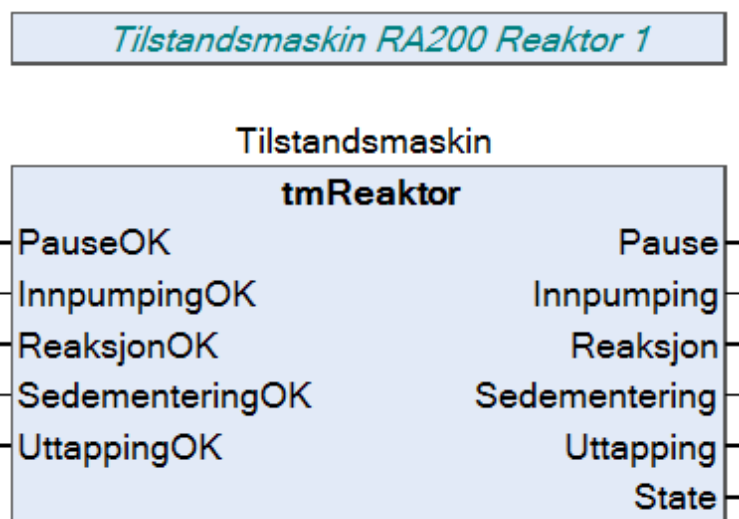 Tilstandsmaskin RA200 Reaktor 1
Tilstandsmaskin
tmReaktor
PauseOK Pause
InnpumpingOK Innpumping
ReaksjonOK Reaksjon
SedementeringOK Sedementering
UttappingOK Uttapping
State